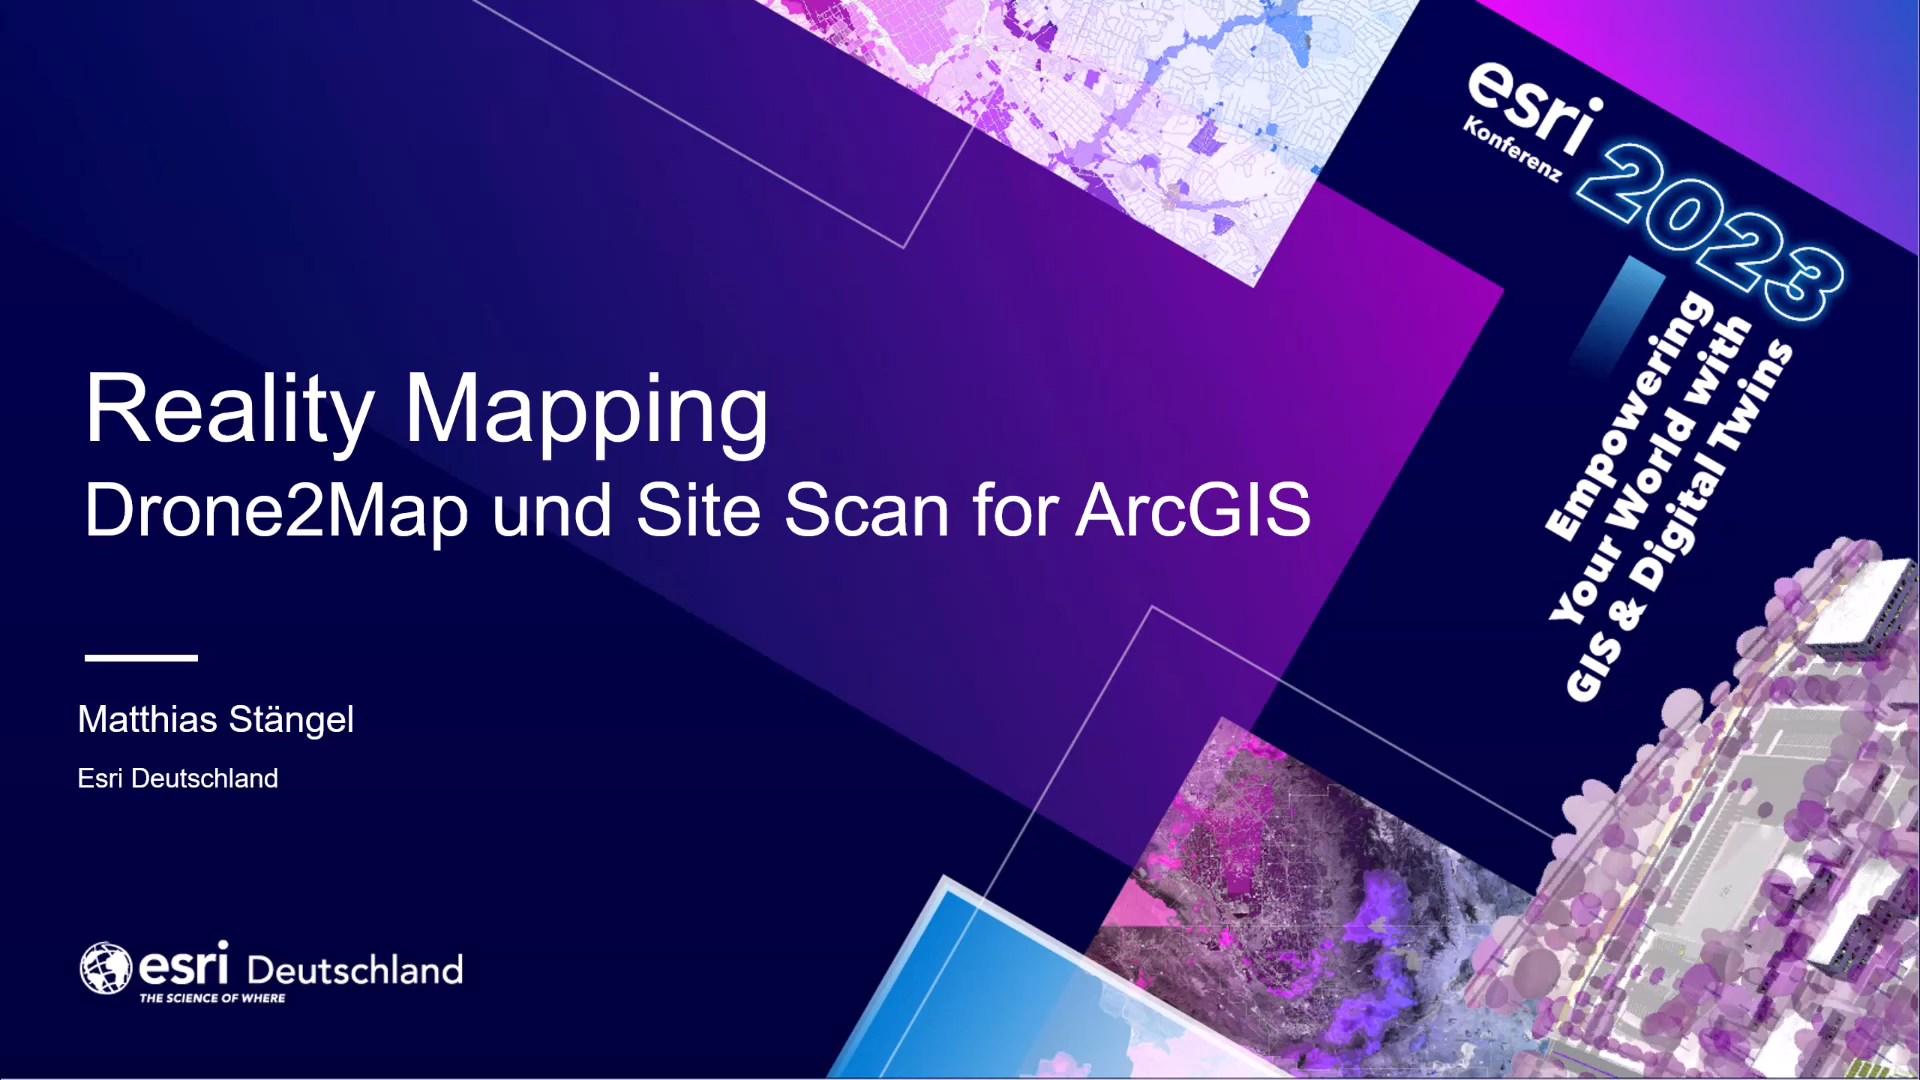 Reality Mapping
Drone2Map und Site Scan for ArcGIS
Matthias Stängel
Esri Deutschland
esri Deutschland
THE SCIENCE OF WHERE
esri
Konferenz
2023
Empowering
Your World with
GIS & Digital Twins